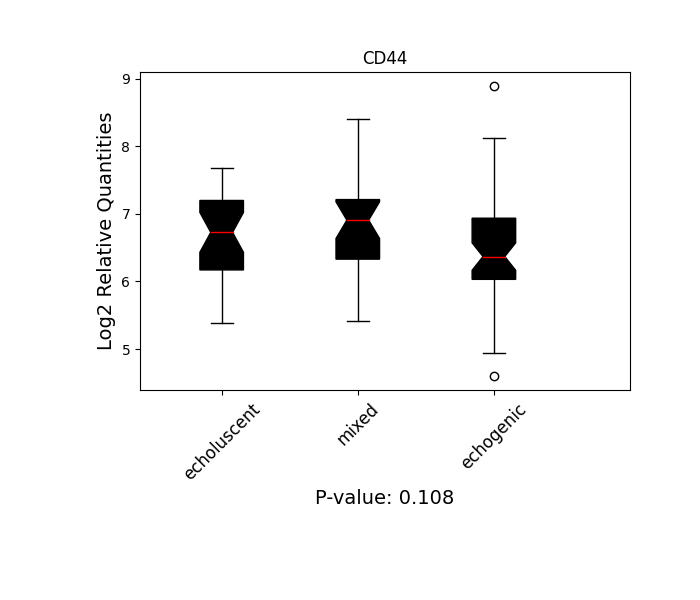 CD44
Log2 Relative Quantities
9
8
7
6
5
echoluscent
mixed
echogenic
P-value: 0.108